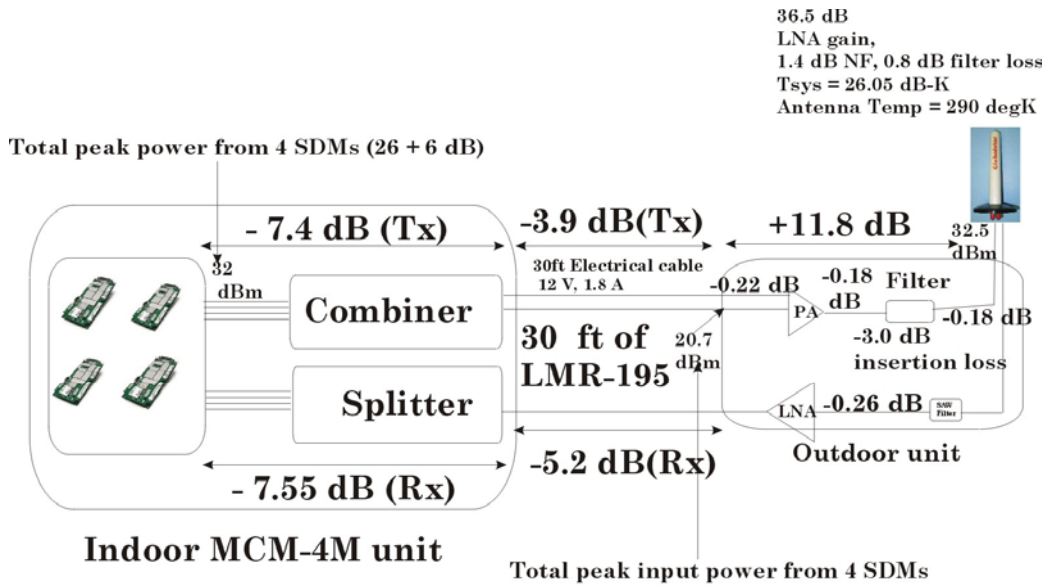 36.5 dB
LNA gain,
1.4 dB NF, 0.8 dB filter loss
Tsys = 26.05 dB-K
Antenna Temp = 290 degK
Total peak power from 4 SDMs (26 + 6 dB)
- 7.4 dB (Tx)
-3.9 dB(Tx)
+11.8 dB
32.5
dBm
32
dBm
30ft Electrical cable
12 V, 1.8 A
-0.22 dB
-0.18
dB
Filter
Combiner
PA
-0.18 dB
30 ft of
LMR-195
20.7
dBm
-3.0 dB
insertion loss
Splitter
LNA
-0.26 dB
SAW
Filter
Outdoor unit
-5.2 dB(Rx)
- 7.55 dB (Rx)
Indoor MCM-4M unit
Total peak input power from 4 SDMs